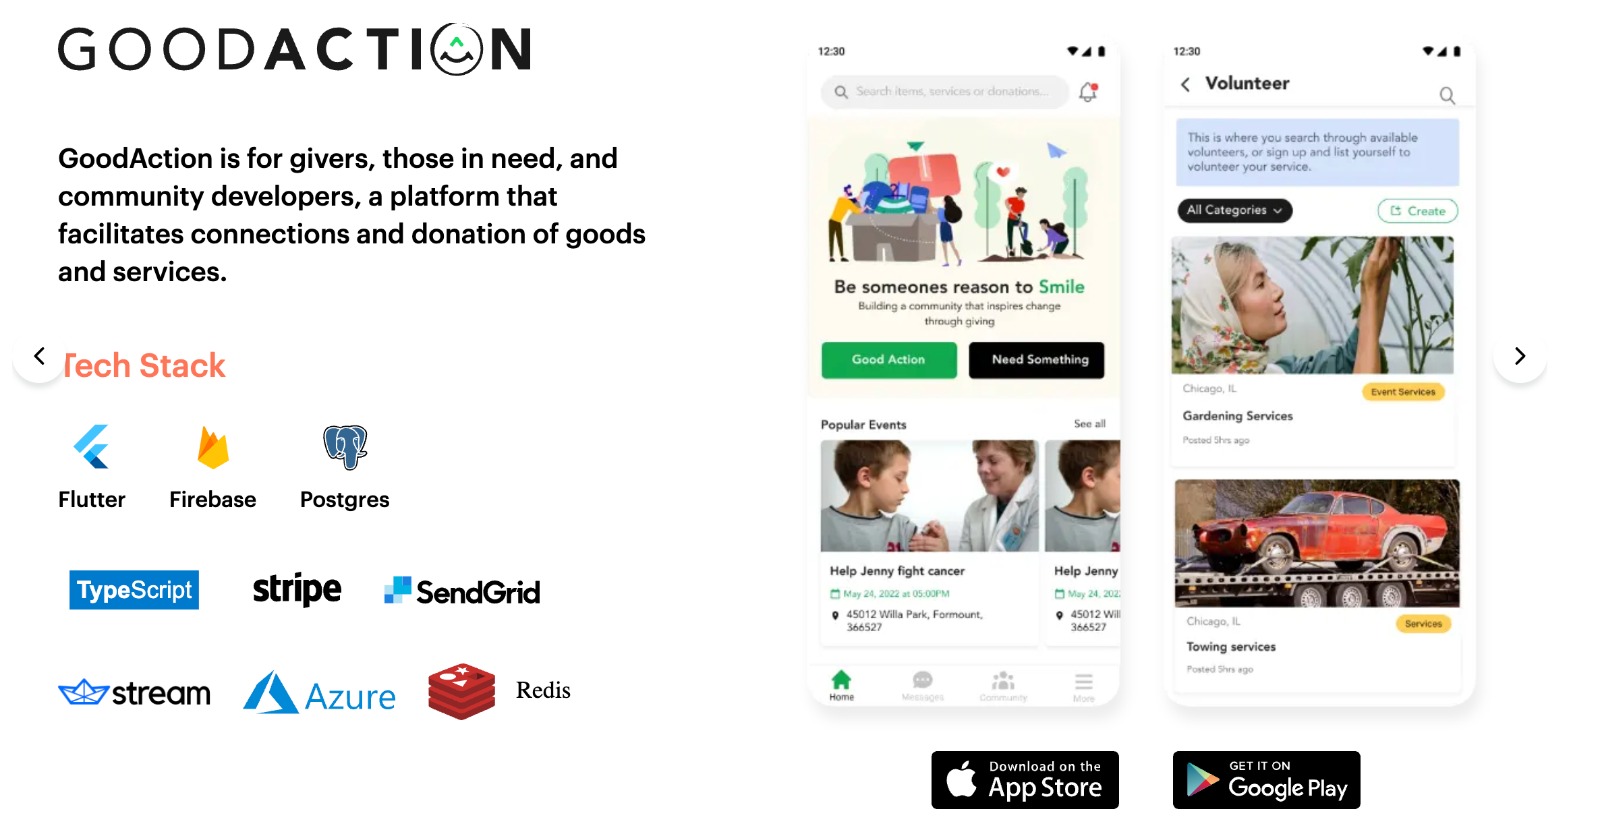 GOODACTION
GoodAction is for givers, those in need, and
community developers, a platform that
facilitates connections and donation of goods
and services.
Tech Stack
Flutter
Firebase
Postgres
TypeScript
stripe
SendGrid
stream
Azure
Redis
12:30
Search items, services or donations...
Be someones reason to Smile
Building a community that inspires change
through giving
Good Action
Need Something
Popular Events
See all
Help Jenny fight cancer
May 24, 2022 at 05:00PM
45012 Willa Park, Formount,
366527
Help Jenny
May 24, 202
45012 Wil
366527
Home
Messages
Community
More
12:30
Volunteer
This is where you search through available
volunteers, or sign up and list yourself to
volunteer your service.
All Categories
Create
Chicago, IL
Event Services
Gardening Services
Posted 5hrs ago
Chicago, IL
Services
Towing services
Posted 5hrs ago
Download on the
App Store
GET IT ON
Google Play